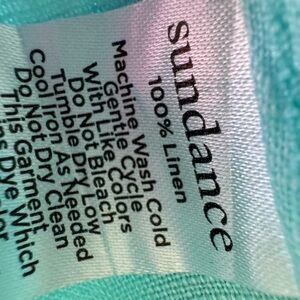 sundance
100% Linen
Machine Wash Cold
Gentle Cycle
With Like Colors
Do Not Bleach
Tumble Dry Low
As Needed
Cool Iron
Do Not Dry Clean
This Garment
Dye Which